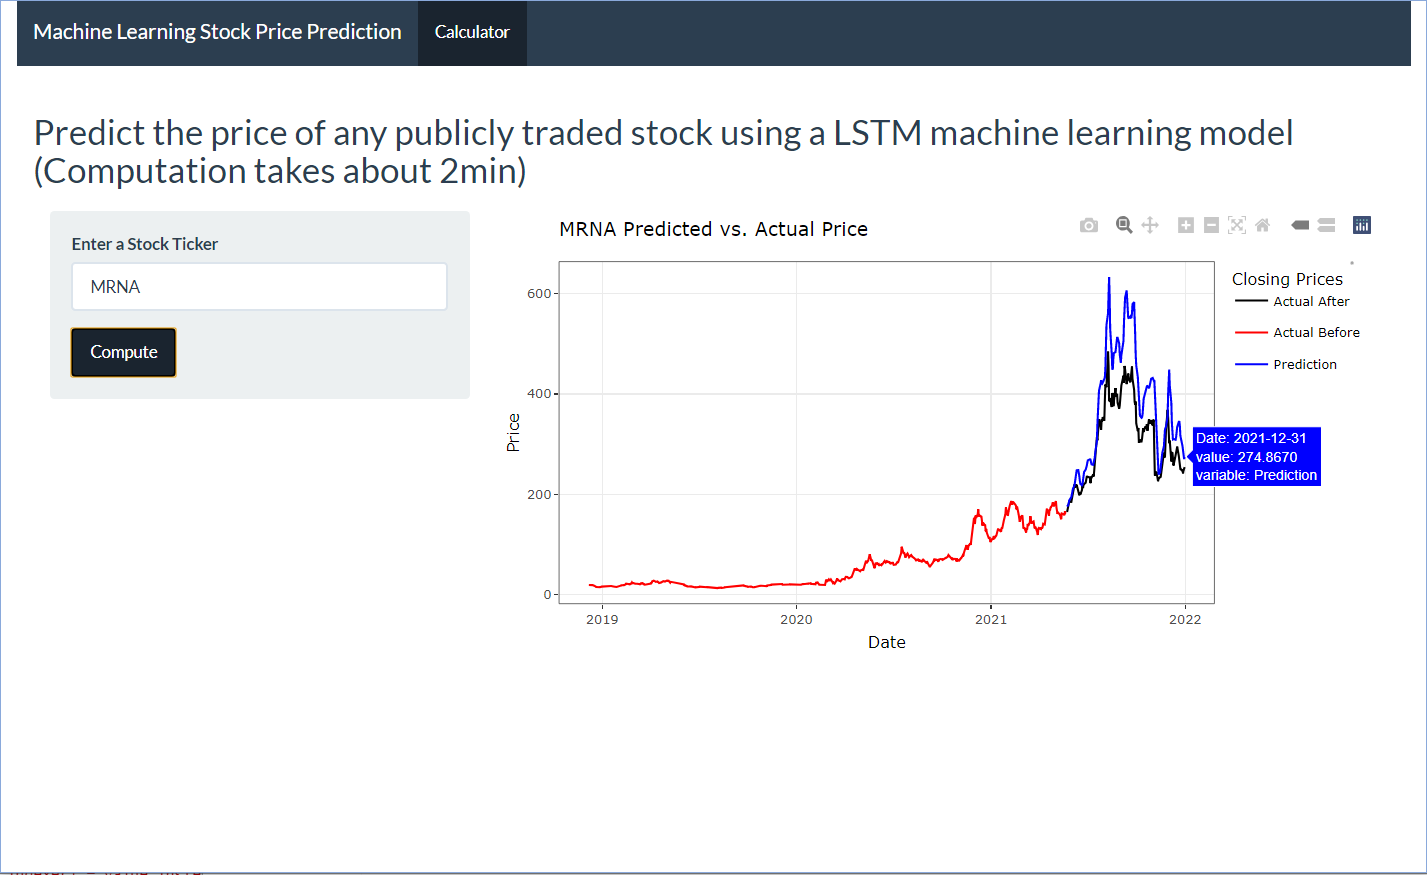 Machine Learning Stock Price Prediction
Calculator
Predict the price of any publicly traded stock using a LSTM machine learning model
(Computation takes about 2min)
Enter a Stock Ticker
MRNA
Compute
MRNA Predicted vs. Actual Price
Closing Prices
Actual After
Actual Before
Prediction
Price
600
400
200
0
Date: 2021-12-31
value: 274.8670
variable: Prediction
2019
2020
2021
2022
Date